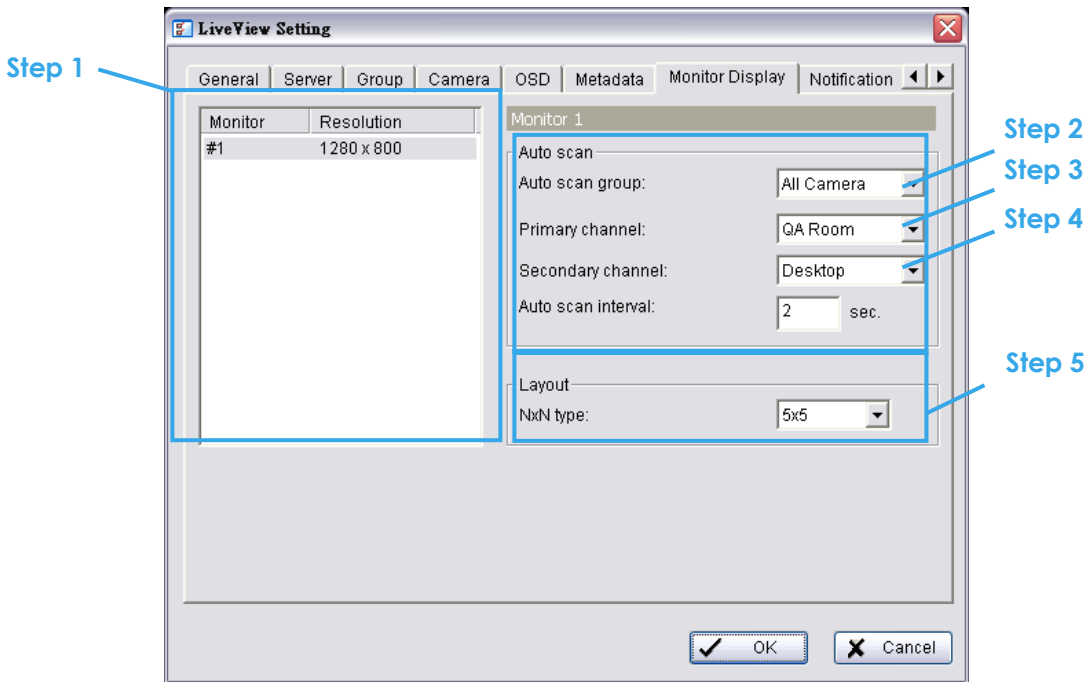 LiveView Setting
Step 1
General Server Group Camera OSD Metadata Monitor Display Notification
Monitor Resolution
#1 1280 x 800
Monitor 1
Auto scan
Step 2
Auto scan group: All Camera
Step 3
Primary channel: QA Room
Step 4
Secondary channel: Desktop
Auto scan interval: 2 sec.
Step 5
Layout
NxN type: 5x5
OK Cancel